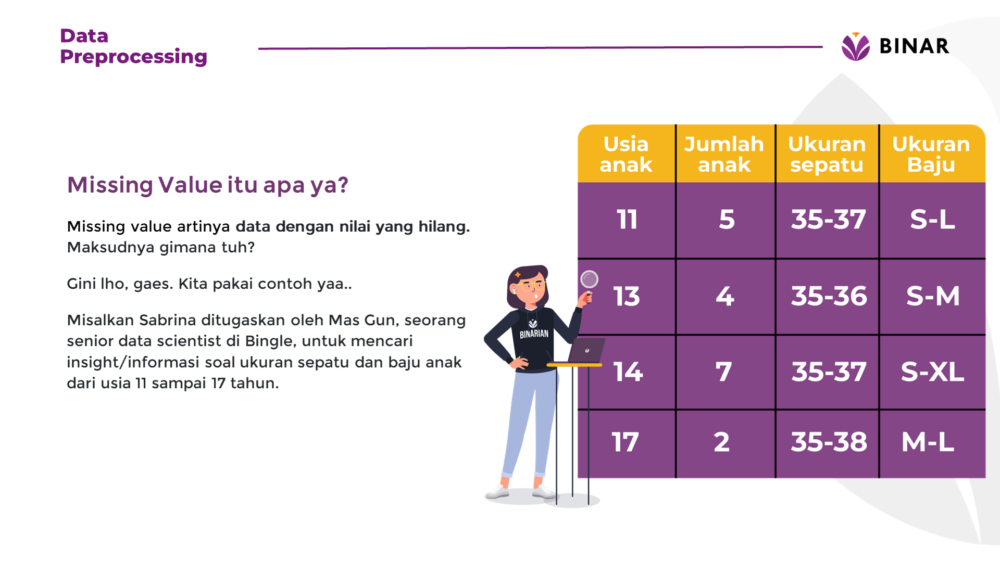 Data
Preprocessing
BINAR
Missing Value itu apa ya?
Missing value artinya data dengan nilai yang hilang.
Maksudnya gimana tuh?
Gini lho, gaes. Kita pakai contoh yaa..
Misalkan Sabrina ditugaskan oleh Mas Gun, seorang
senior data scientist di Bingle, untuk mencari
insight/informasi soal ukuran sepatu dan baju anak
dari usia 11 sampai 17 tahun.
BINARIAN
Usia anak Jumlah anak Ukuran sepatu Ukuran Baju
11 5 35-37 S-L
13 4 35-36 S-M
14 7 35-37 S-XL
17 2 35-38 M-L